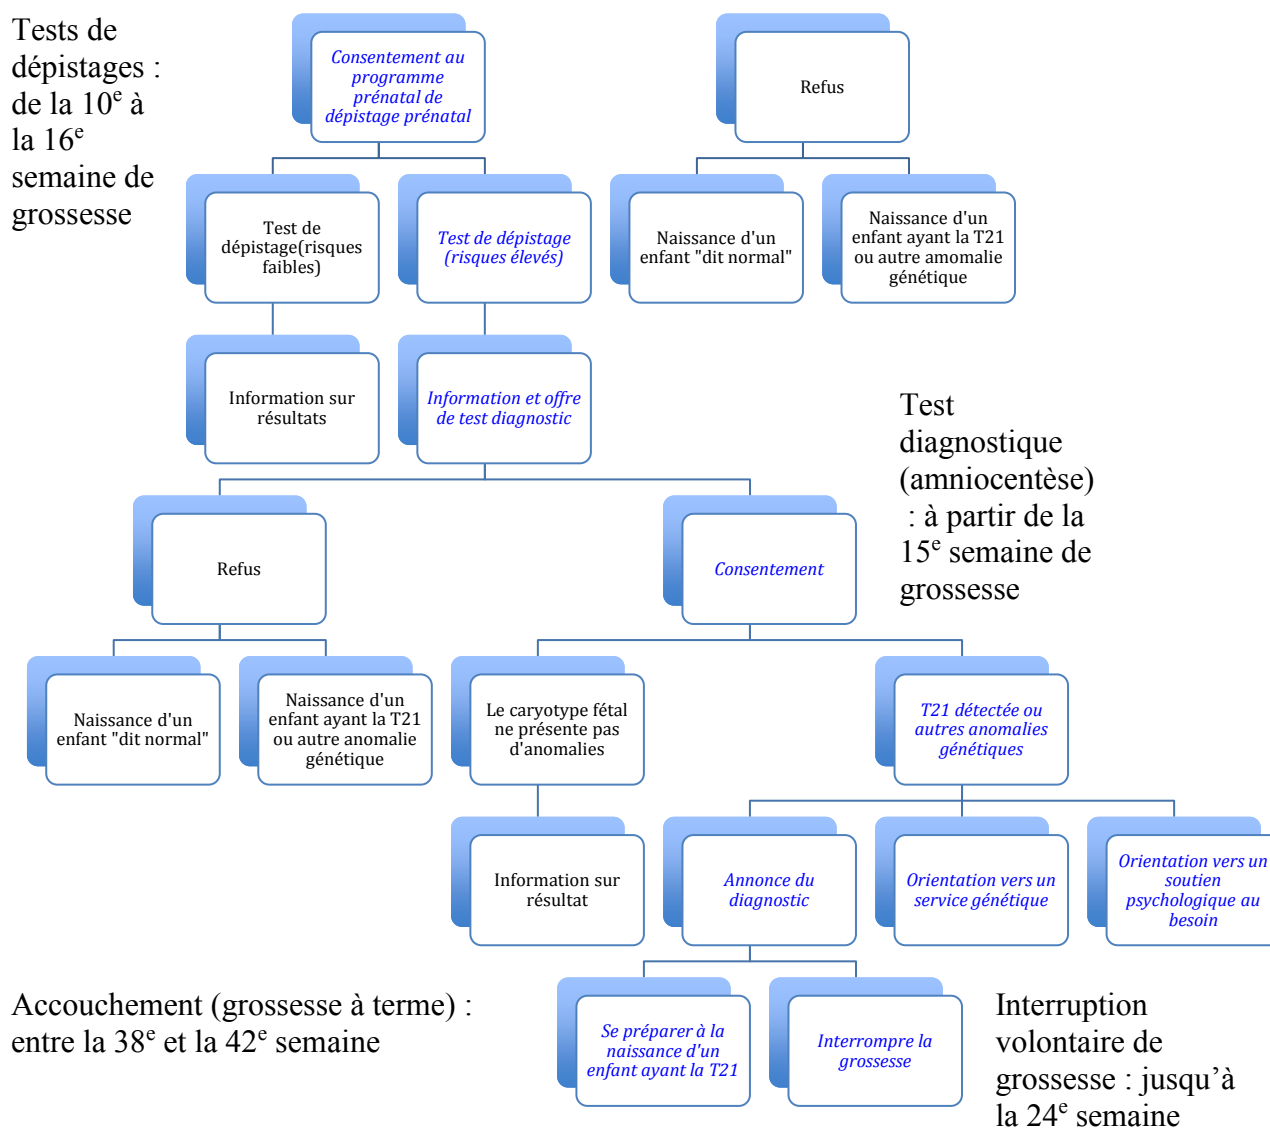 Tests de
dépistages :
de la 10e à
la 16e
semaine de
grossesse
Consentement au
programme
prénatal de
dépistage prénatal
Refus
Test de
dépistage(risques
faibles)
Test de dépistage
(risques élevés)
Naissance d'un
enfant "dit normal"
Naissance d'un
enfant ayant la T21
ou autre amomalie
génétique
Information sur
résultats
Information et offre
de test diagnostic
Test
diagnostique
(amniocentèse)
: à partir de la
15e semaine de
grossesse
Refus
Consentement
Naissance d'un
enfant "dit normal"
Naissance d'un
enfant ayant la T21
ou autre anomalie
génétique
Le caryotype fétal
ne présente pas
d'anomalies
T21 détectée ou
autres anomalies
génétiques
Information sur
résultat
Annonce du
diagnostic
Orientation vers un
service génétique
Orientation vers un
soutien
psychologique au
besoin
Accouchement (grossesse à terme) :
entre la 38e et la 42e semaine
Se préparer à la
naissance d'un
enfant ayant la T21
Interrompre la
grossesse
Interruption
volontaire de
grossesse : jusqu’à
la 24e semaine